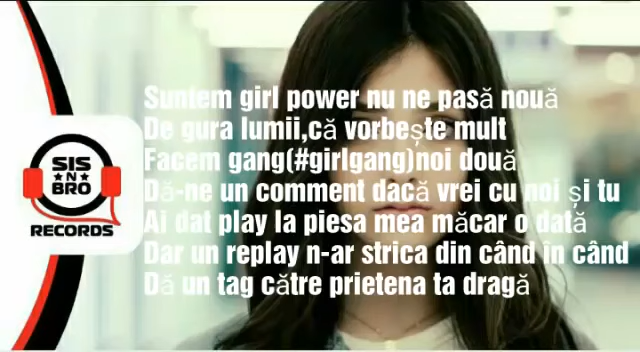 SIS
N
BRO
RECORDS
Suntem girl power nu ne pasă nouă
De gura lumii,că vorbește mult
Facem gang(#girlgang)noi două
Dă-ne un comment dacă vrei cu noi și tu
Ai dat play la piesa mea măcar o dată
Dar un replay n-ar strica din când în când
Dă un tag către prietena ta dragă